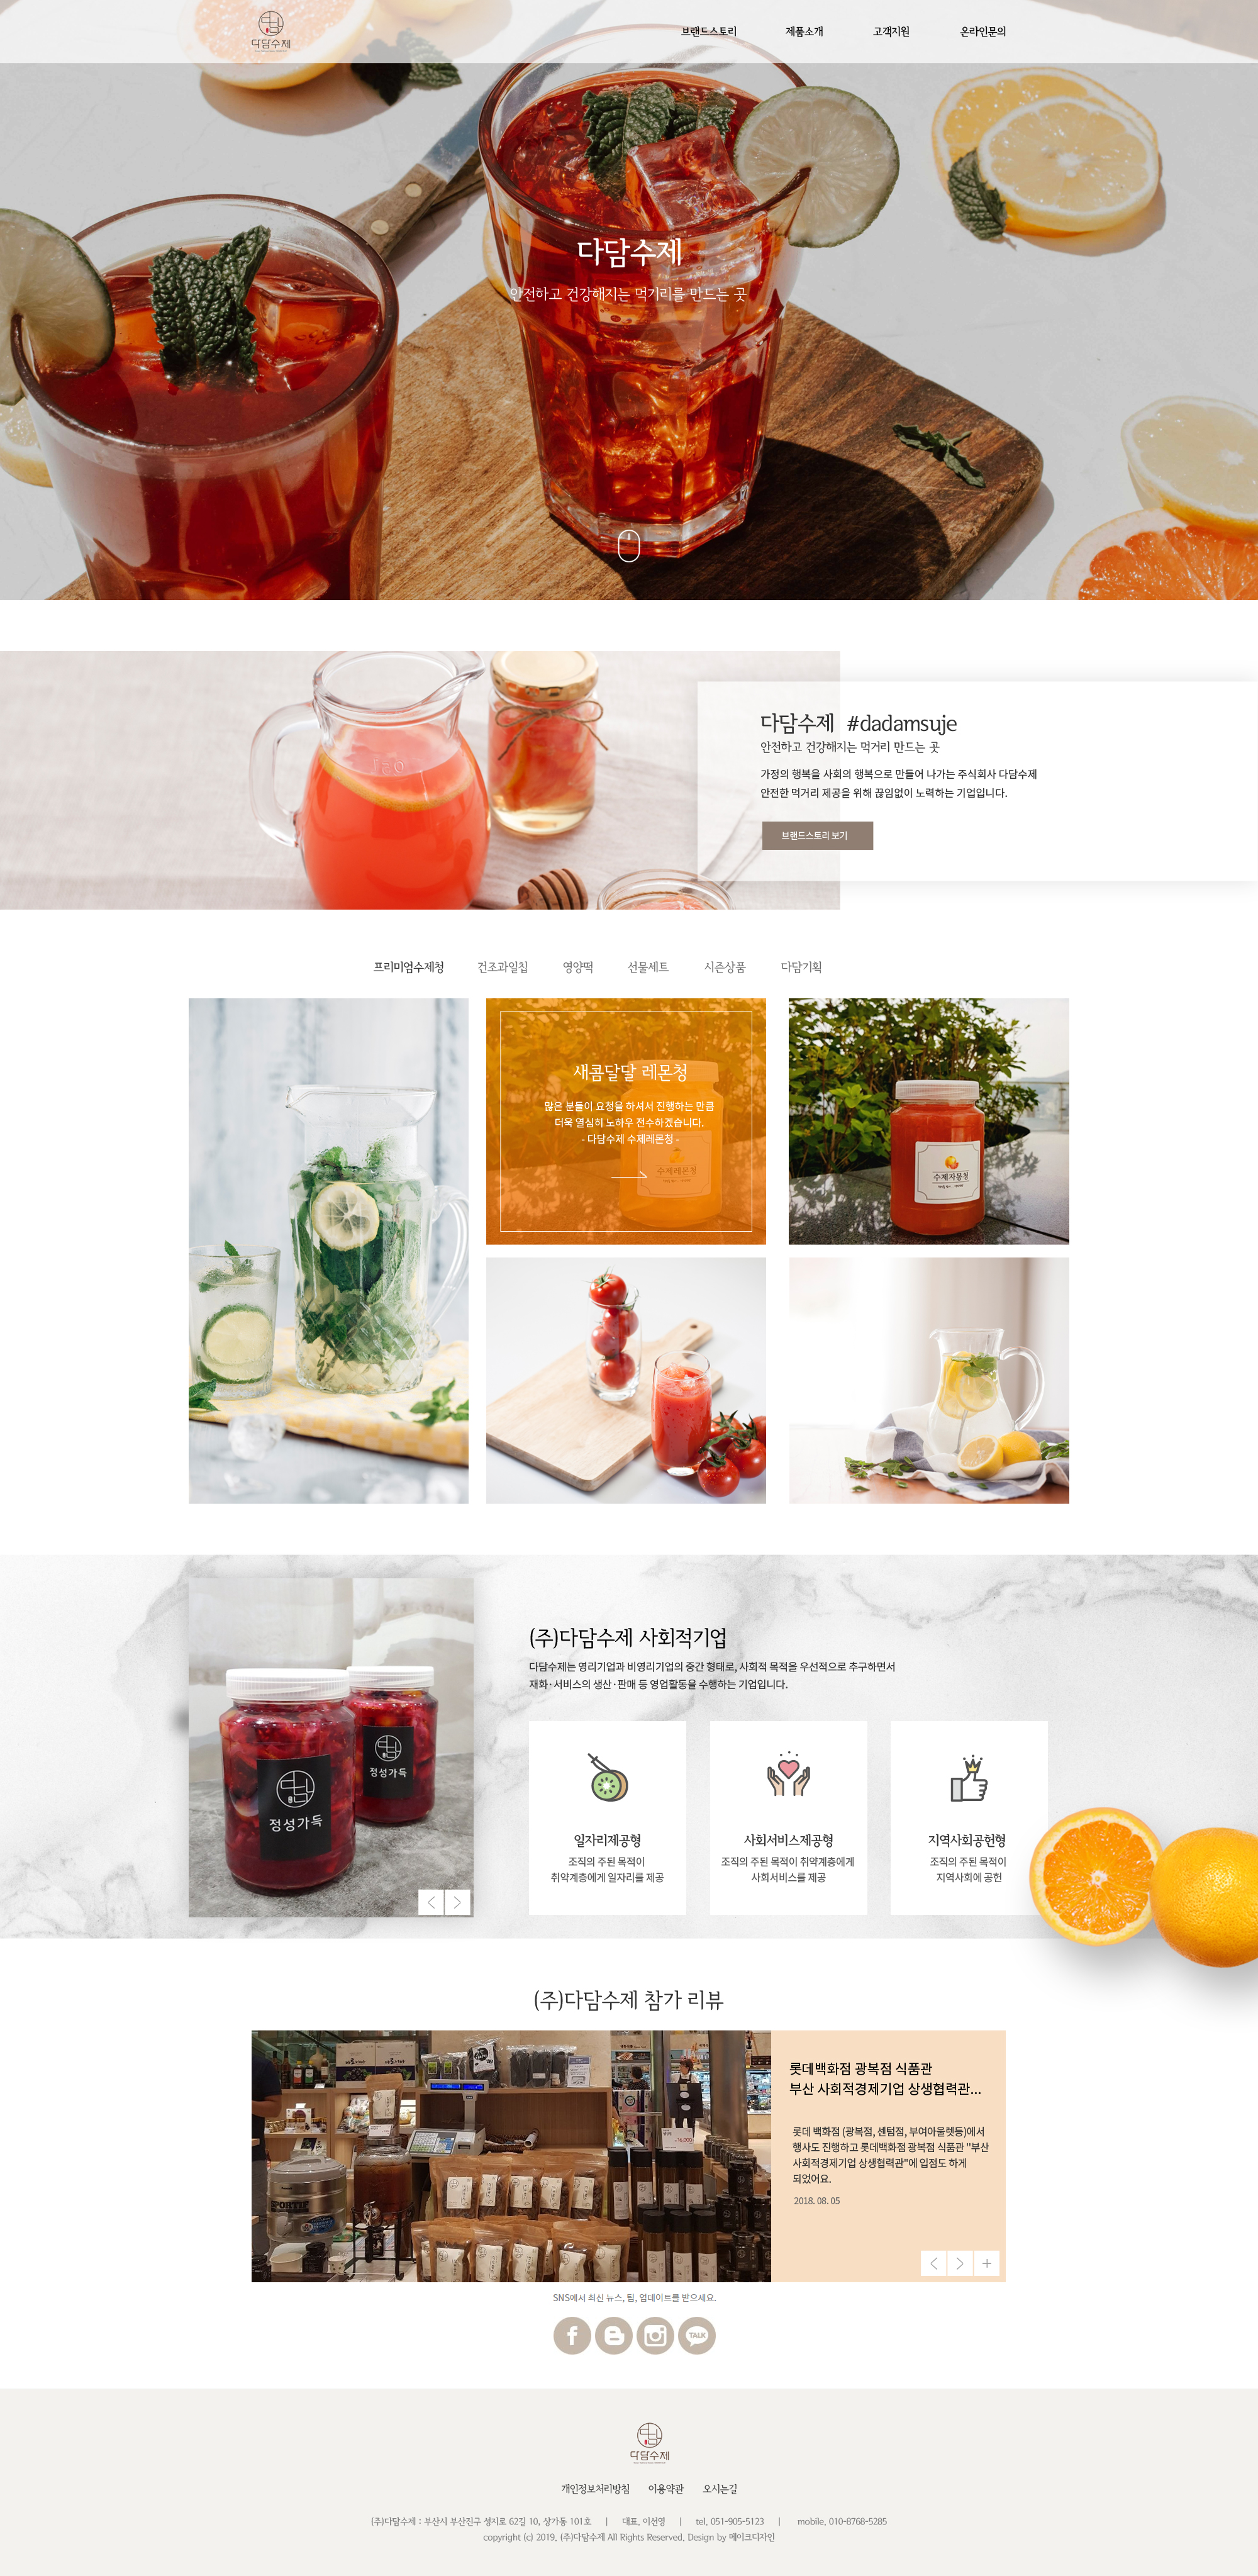 다담수제
브랜드스토리
제품소개
고객지원
온라인문의
다담수제
안전하고 건강해지는 먹거리를 만드는 곳
다담수제 #dadamsuje
안전하고 건강해지는 먹거리 만드는 곳
가정의 행복을 사회의 행복으로 만들어 나가는 주식회사 다담수제
안전한 먹거리 제공을 위해 끊임없이 노력하는 기업입니다.
브랜드스토리 보기
프리미엄수제청
건조과일칩
영양떡
선물세트
시즌상품
다담기획
새콤달달 레몬청
많은 분들이 요청을 하셔서 진행하는 만큼
더욱 열심히 노하우 전수하겠습니다.
- 다담수제 수제레몬청 -
수제레몬청
수제자몽청
정성가득
정성가득
(주)다담수제 사회적기업
다담수제는 영리기업과 비영리기업의 중간 형태로, 사회적 목적을 우선적으로 추구하면서
재화·서비스의 생산·판매 등 영업활동을 수행하는 기업입니다.
일자리제공형
조직의 주된 목적이
취약계층에게 일자리를 제공
사회서비스제공형
조직의 주된 목적이 취약계층에게
사회서비스를 제공
지역사회공헌형
조직의 주된 목적이
지역사회에 공헌
(주)다담수제 참가 리뷰
롯데백화점 광복점 식품관
부산 사회적경제기업 상생협력관...
롯데 백화점 (광복점, 센텀점, 부여아울렛등)에서
행사도 진행하고 롯데백화점 광복점 식품관 "부산
사회적경제기업 상생협력관"에 입점도 하게
되었어요.
2018. 08. 05
SNS에서 최신 뉴스, 팁, 업데이트를 받으세요.
TALK
다담수제
개인정보처리방침
이용약관
오시는길
(주)다담수제 : 부산시 부산진구 성지로 62길 10, 상가동 101호 | 대표. 이선영 | tel. 051-905-5123 | mobile. 010-8768-5285
copyright (c) 2019. (주)다담수제 All Rights Reserved. Design by 메이크디자인